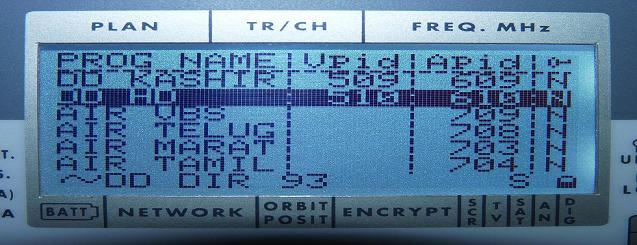 PLAN TR/CH FREQ. MHz
PROG NAME|Vpid|Apid|c
DD KASHIR| 509| 609|N
AIR VBS | | 709|N
AIR TELUG| | 708|N
AIR MARAT| | 703|N
AIR TAMIL| | 704|N
~DD DIR 93 S
BATT NETWORK ORBIT POSIT ENCRYPT SCR TV SAT AN DIG